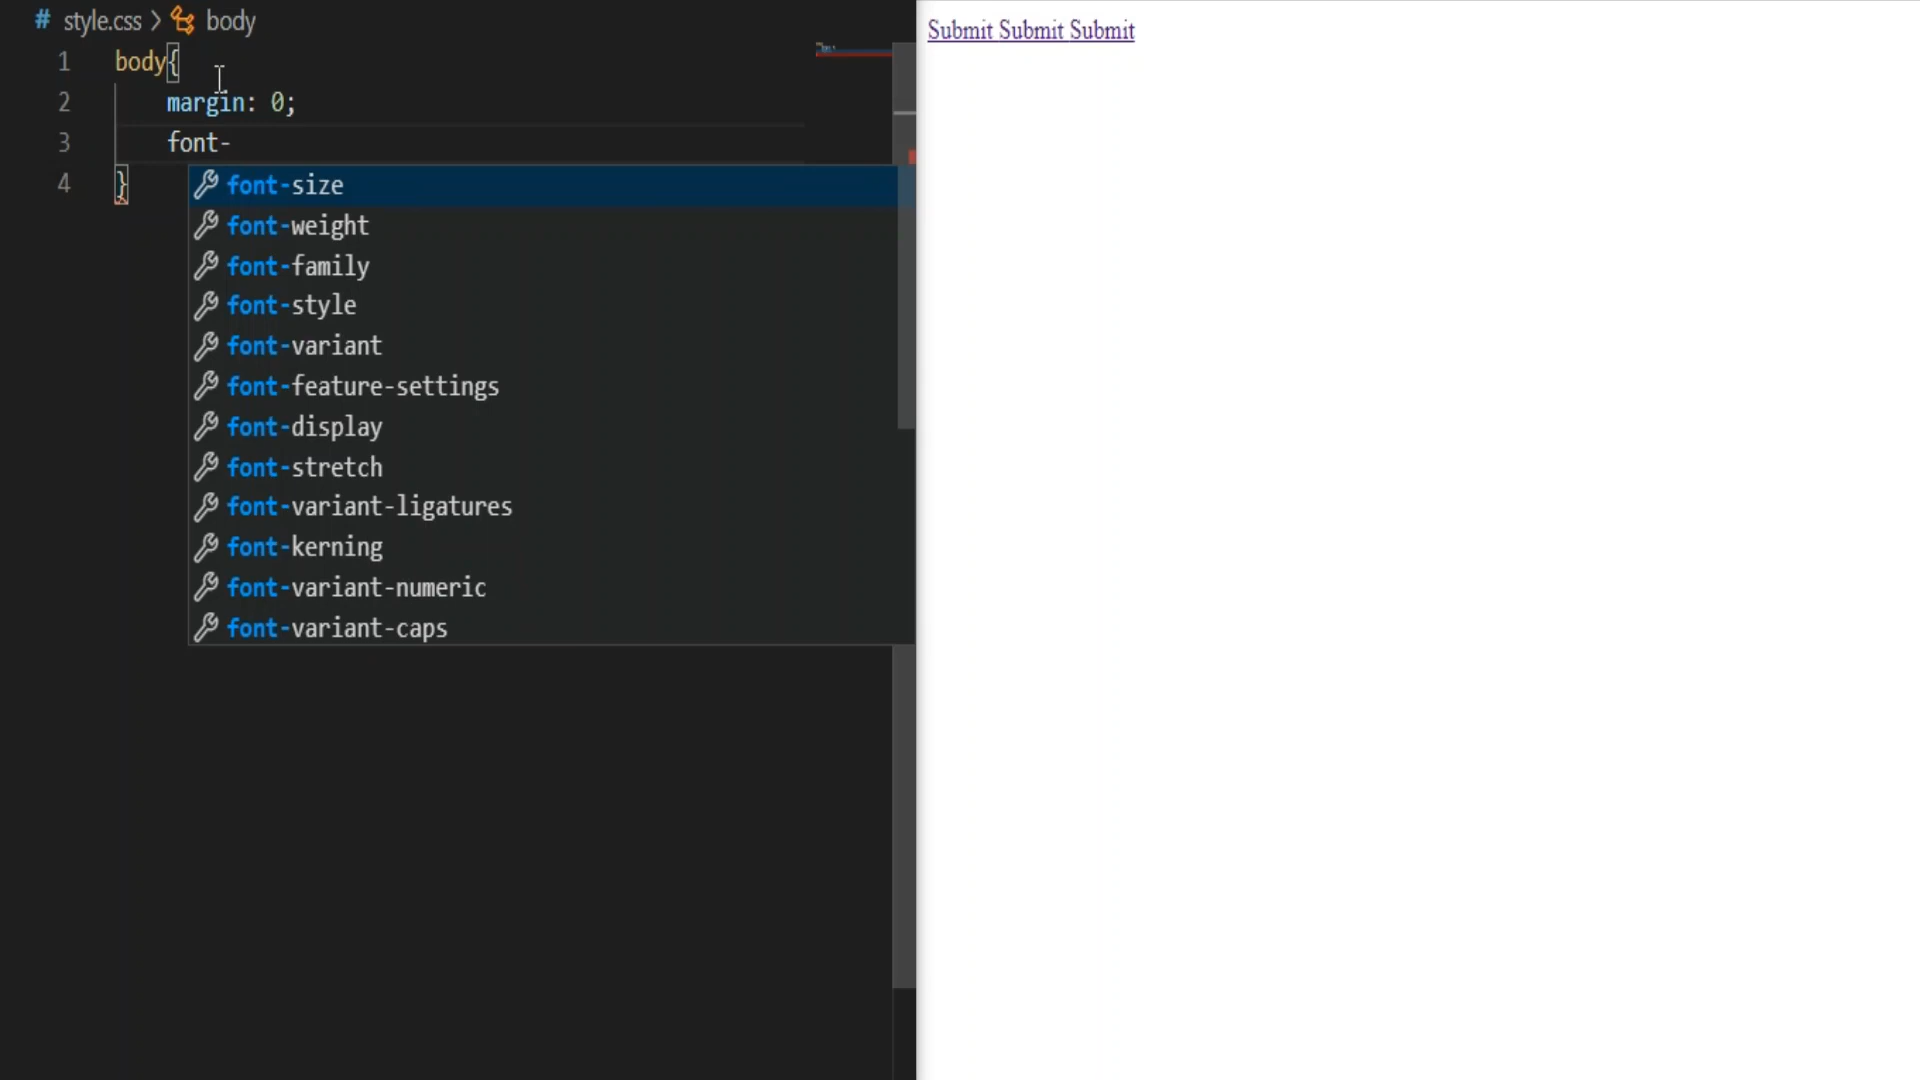 # style.css > body
1 body{
2 margin: 0;
3 font-
4 }
font-size
font-weight
font-family
font-style
font-variant
font-feature-settings
font-display
font-stretch
font-variant-ligatures
font-kerning
font-variant-numeric
font-variant-caps
Submit Submit Submit